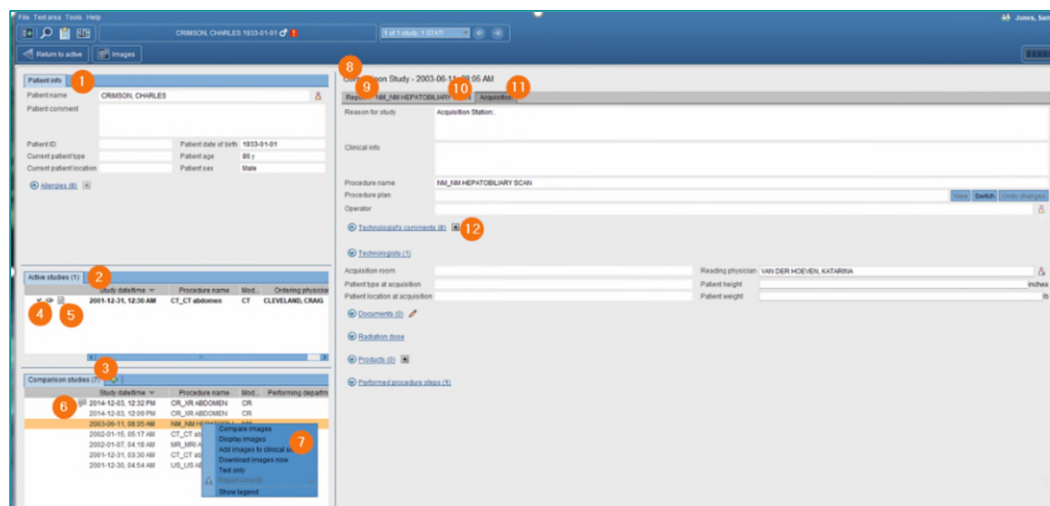 File Text area Tools Help
Jones, Sam
CRIMSON, CHARLES 1933-01-01
1 of 1 study, 1 STAT!
Return to active
Images
Patient info
1
Patient name CRIMSON, CHARLES
Patient comment
Patient ID Patient date of birth 1933-01-01
Current patient type Patient age 86 y
Current patient location Patient sex Male
Allergies (0)
Active studies (1) 2
Study date/time Procedure name Mod... Ordering physician
2001-12-31, 12:30 AM CT_CT abdomen CT CLEVELAND, CRAIG
4 5
3
Comparison studies (7)
Study date/time Procedure name Mod... Performing departm
6 2014-12-03, 12:32 PM CR_XR ABDOMEN CR
2014-12-03, 12:09 PM CR_XR ABDOMEN CR
2003-06-11, 08:05 AM NM_NM
2002-01-15, 05:17 AM CT_CT
2002-01-07, 04:18 AM MR_MRI
2001-12-31, 03:30 AM CT_CT
2001-12-30, 04:54 AM US_US
Compare images
Display images
7
Add images to clinical
Download images now
Text only
Show legend
8
Study - 2003-06-11, 08:05 AM
9 10 11
NM_NM HEPATOBILIARY Acquisition
Reason for study Acquisition Station:.
Clinical info
Procedure name NM_NM HEPATOBILIARY SCAN
Procedure plan View Switch Undo changes
Operator
Technologist's comments (0) 12
Technologists (1)
Acquisition room Reading physician VAN DER HOEVEN, KATARINA
Patient type at acquisition Patient height inches
Patient location at acquisition Patient weight lb
Documents (0)
Radiation dose
Products (0)
Performed procedure steps (1)